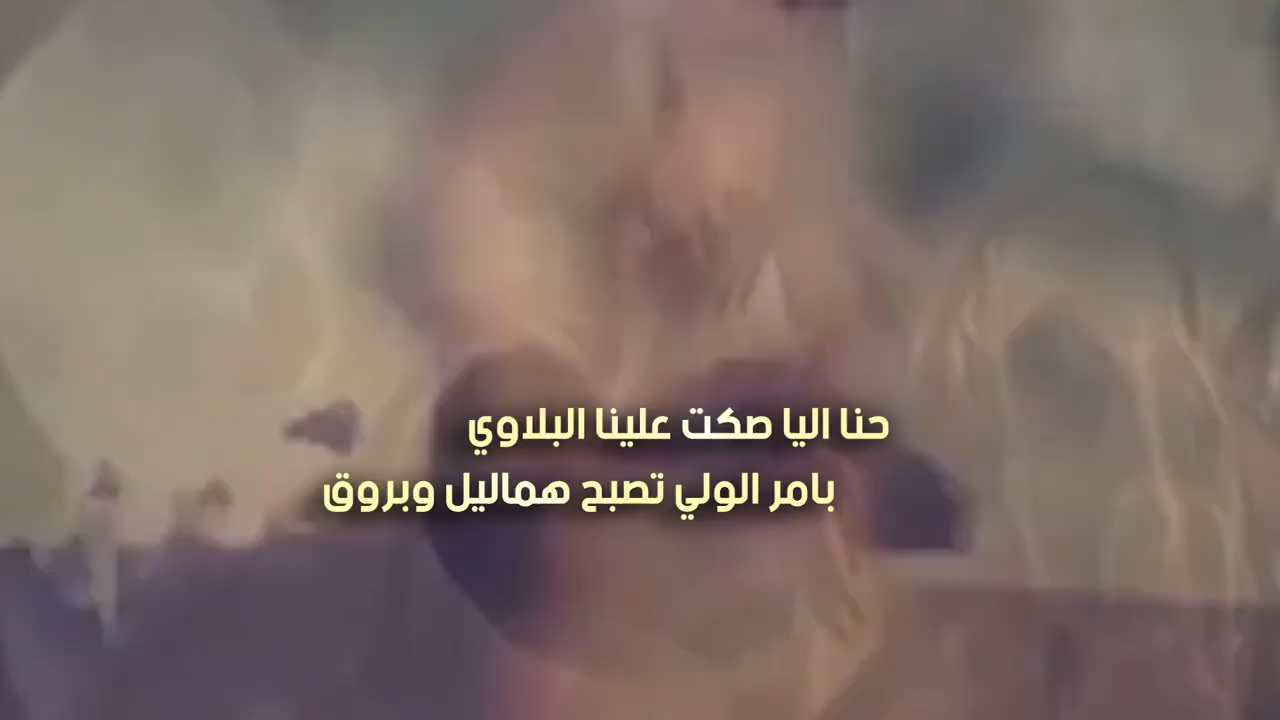 حنا اليا صكت علينا البلاوي
بامر الولي تصبح هماليل وبروق